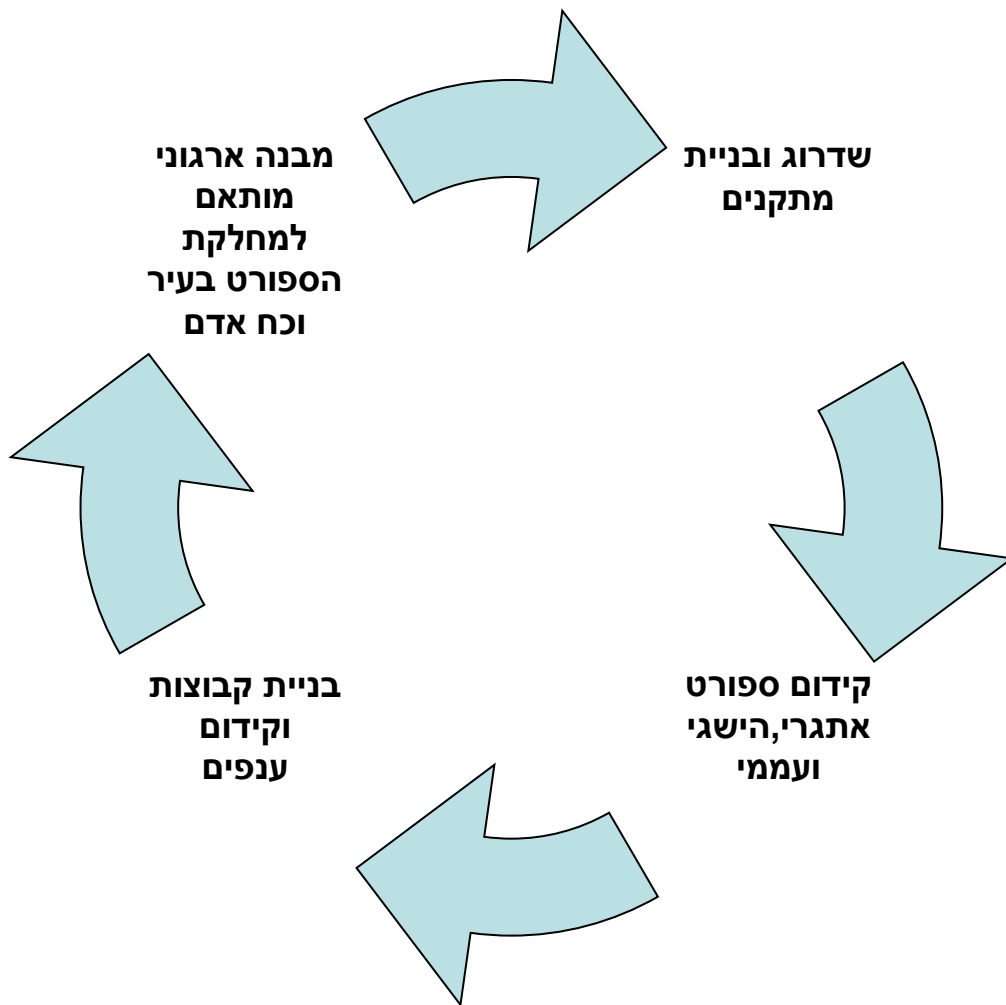 מבנה ארגוני
מותאם
למחלקת
הספורט בעיר
וכח אדם
שדרוג ובניית
מתקנים
קידום ספורט
אתגרי,הישגי
ועממי
בניית קבוצות
וקידום
ענפים